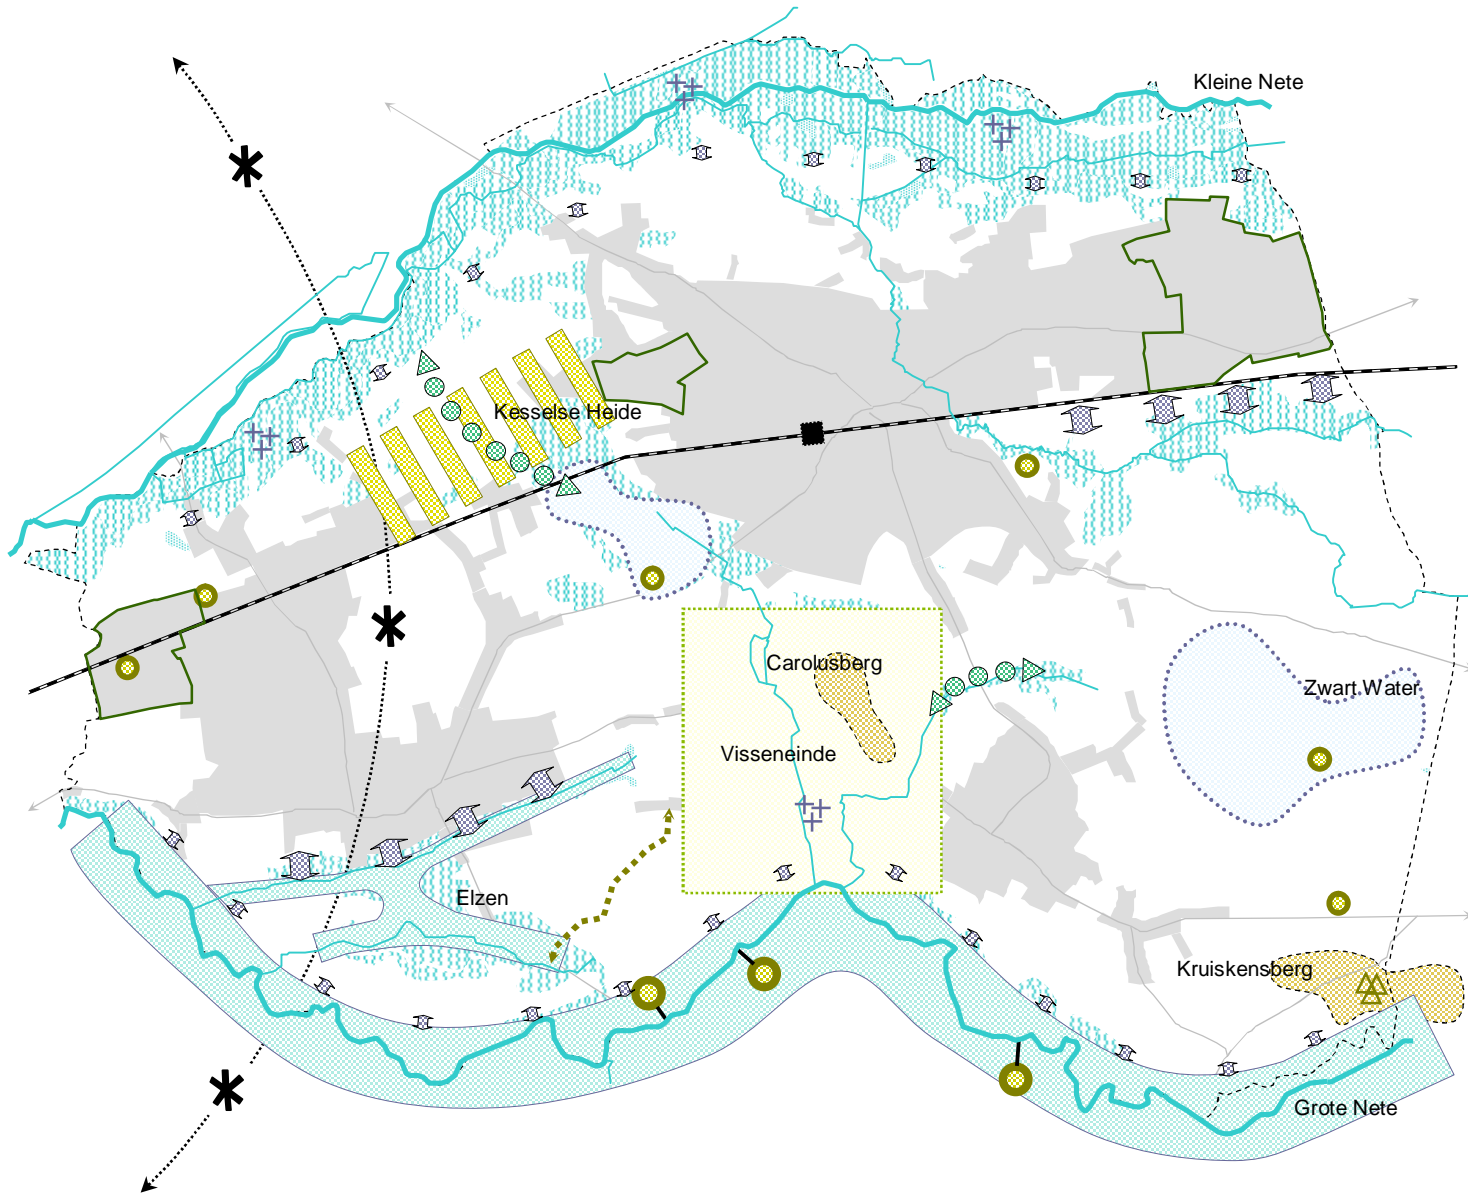 Kleine Nete
Kesselse Heide
Carolusberg
Zwart Water
Visseneinde
Elzen
Kruiskensberg
Grote Nete